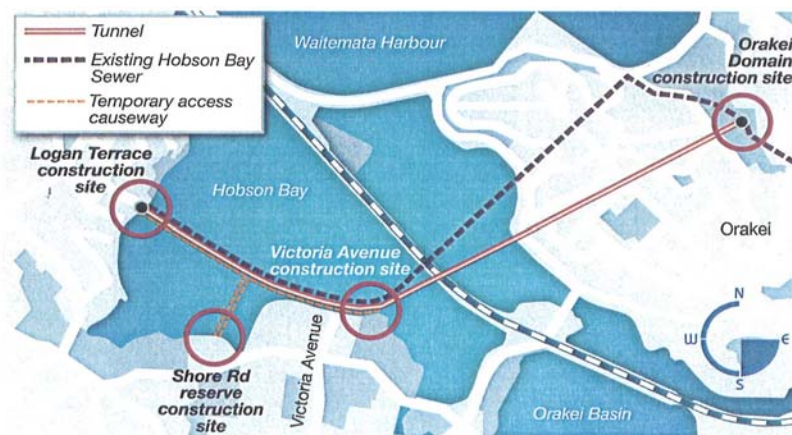 Tunnel
Existing Hobson Bay
Sewer
Temporary access
causeway
Waitemata Harbour
Orakei
Domain
construction site
Logan Terrace
construction
site
Hobson Bay
Victoria Avenue
construction site
Orakei
Shore Rd
reserve
construction
site
Victoria Avenue
Orakei Basin
N
W
E
S